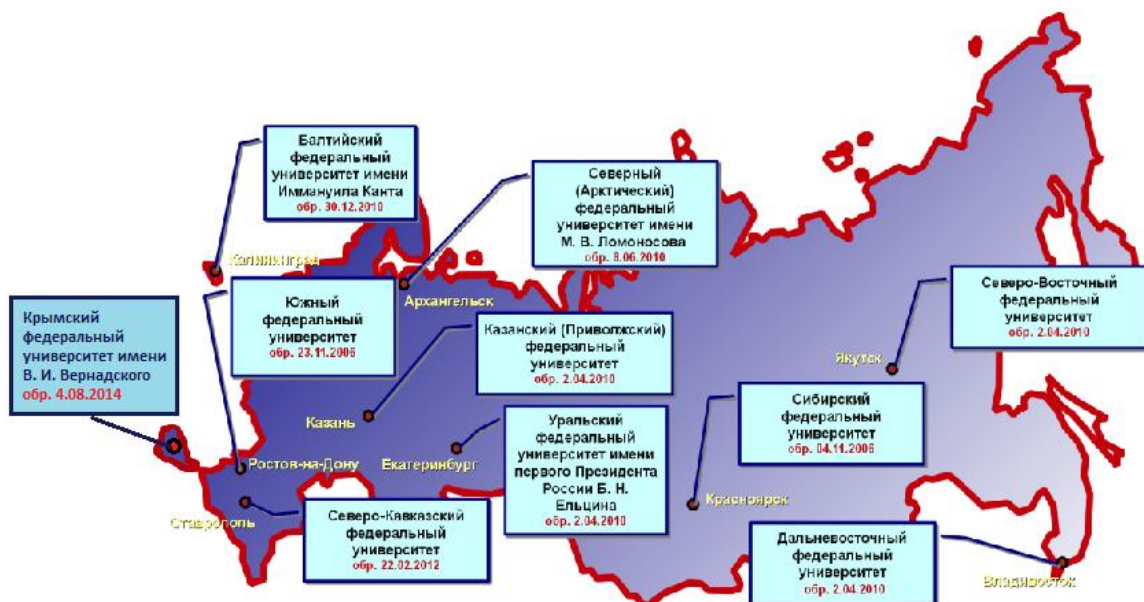 Балтийский
федеральный
университет имени
Иммануила Канта
обр. 30.12.2010
Северный
(Арктический)
федеральный
университет имени
М. В. Ломоносова
обр. 8.06.2010
Калининград
Архангельск
Южный
федеральный
университет
обр. 23.11.2006
Северо-Восточный
федеральный
университет
обр. 2.04.2010
Крымский
федеральный
университет имени
В. И. Вернадского
обр. 4.08.2014
Казанский (Приволжский)
федеральный
университет
обр. 2.04.2010
Якутск
Казань
Сибирский
федеральный
университет
обр. 04.11.2006
Уральский
федеральный
университет имени
первого Президента
России Б. Н.
Ельцина
обр. 2.04.2010
Ростов-на-Дону
Екатеринбург
Красноярск
Ставрополь
Северо-Кавказский
федеральный
университет
обр. 22.02.2012
Дальневосточный
федеральный
университет
обр. 2.04.2010
Владивосток